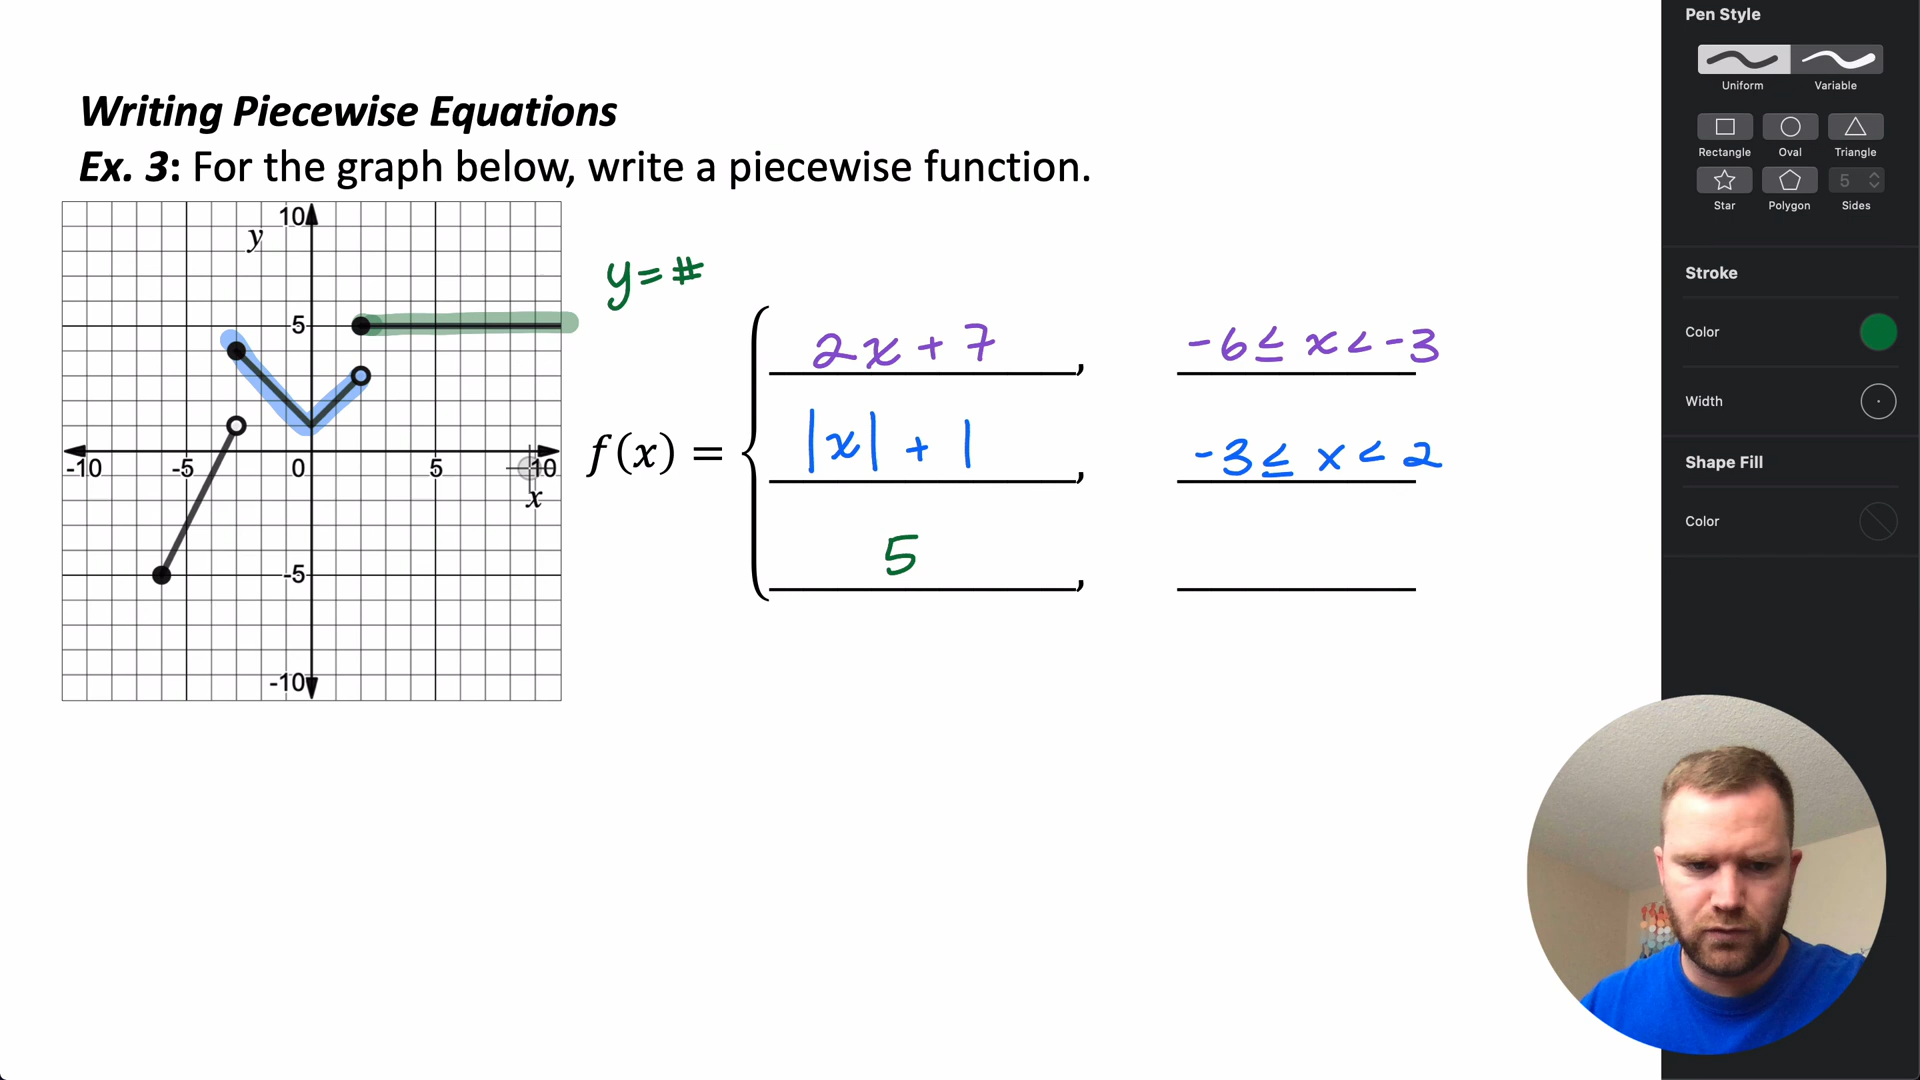 Writing Piecewise Equations
Ex. 3: For the graph below, write a piecewise function.
10
y
5
-10 -5 0 5 10
x
-5
-10
y = #
f(x) =
2x + 7, -6 ≤ x < -3
|x| + 1, -3 ≤ x < 2
5,
Pen Style
Uniform Variable
Rectangle Oval Triangle
5
Star Polygon Sides
Stroke
Color
Width
Shape Fill
Color